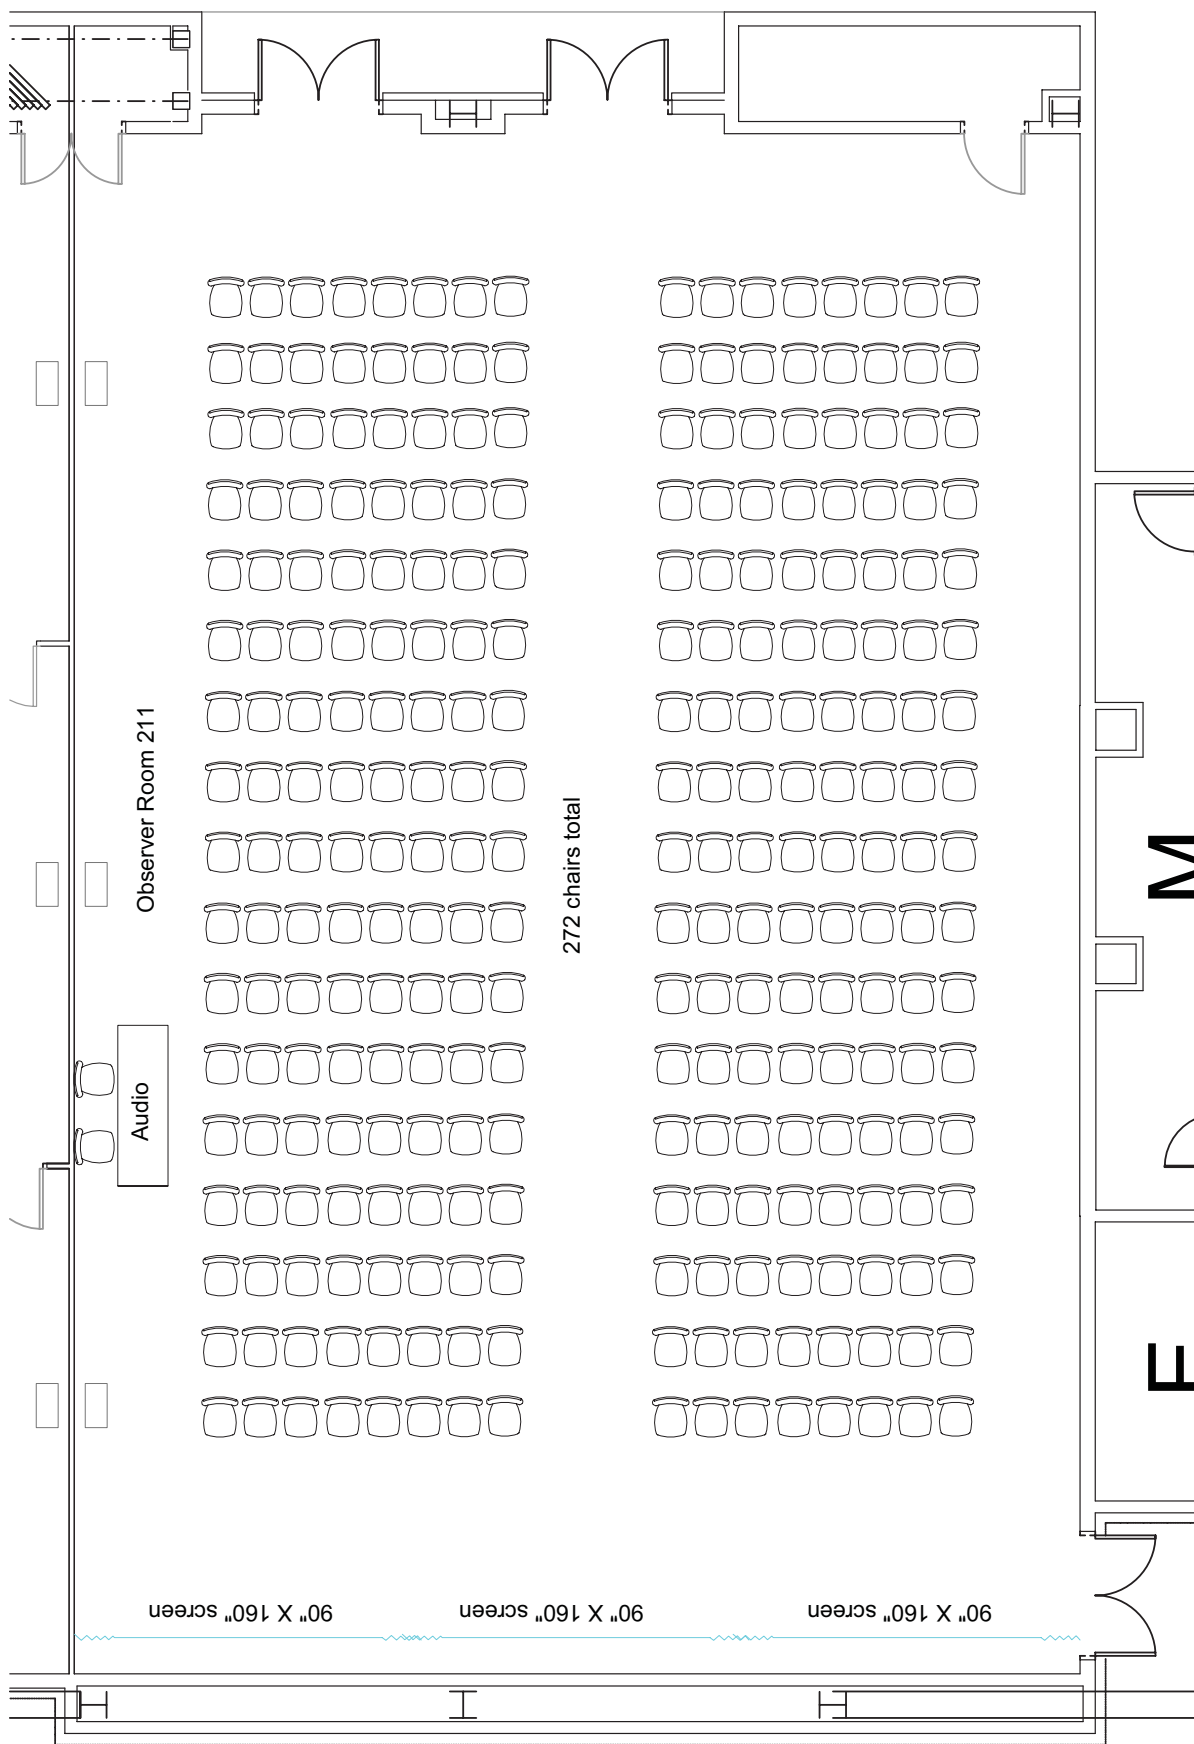 Observer Room 211
272 chairs total
Audio
M
F
90" X 160" screen
90" X 160" screen
90" X 160" screen